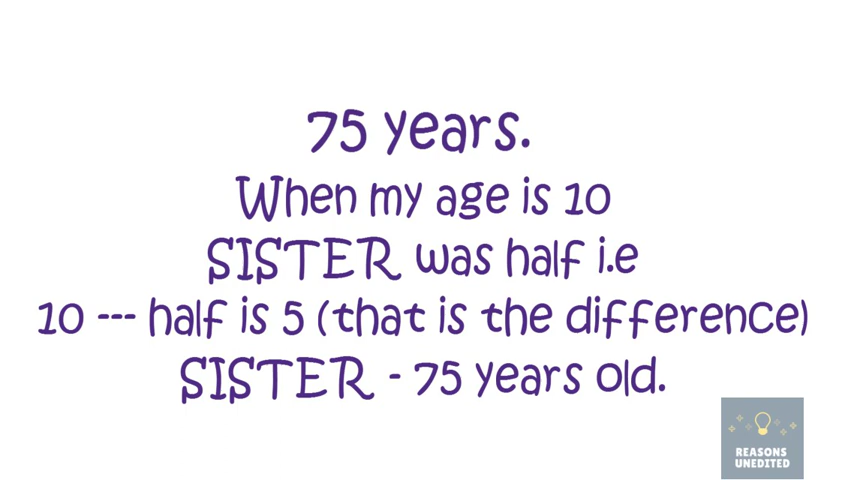 75 years.
When my age is 10
SISTER was half i.e
10 --- half is 5 (that is the difference)
SISTER - 75 years old.
REASONS
UNEDITED